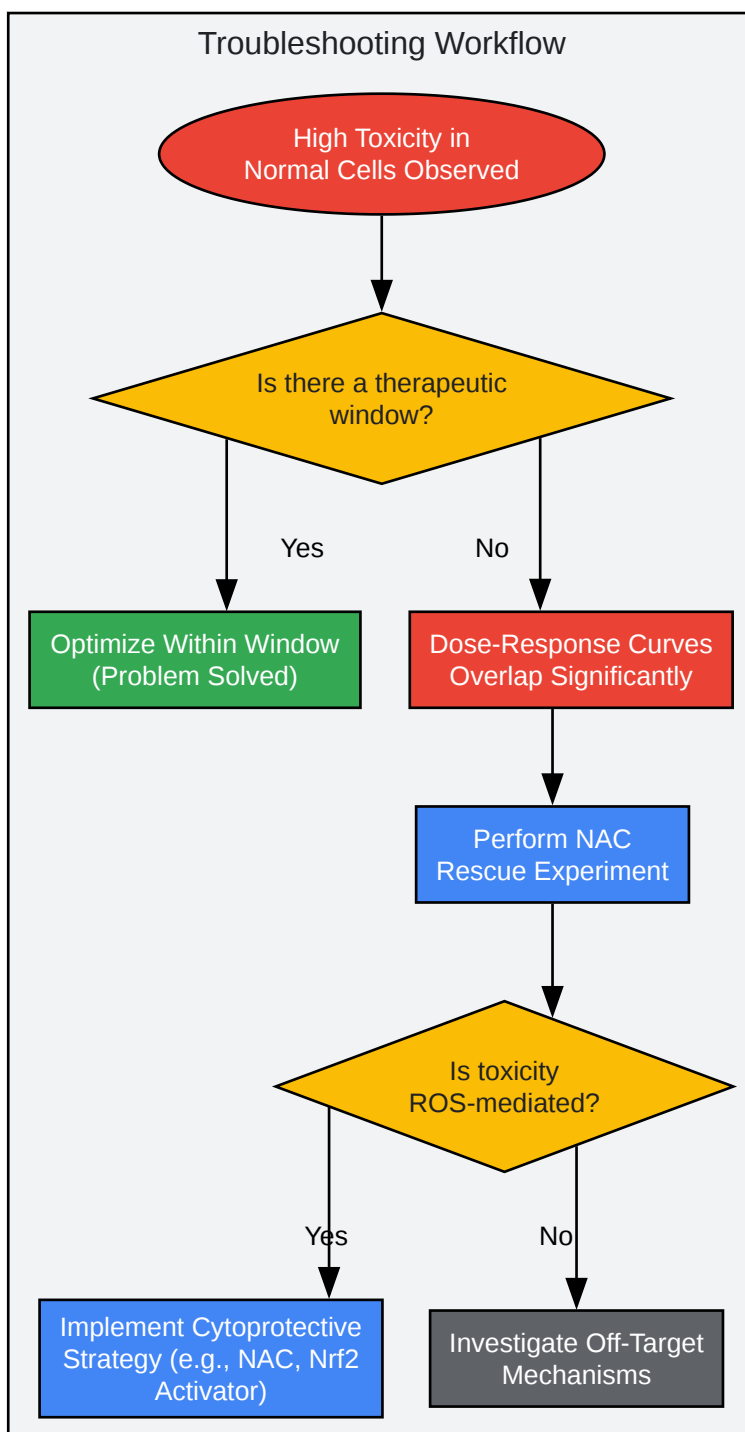 Troubleshooting Workflow
High Toxicity in
Normal Cells Observed
Is there a therapeutic
window?
Yes
No
Optimize Within Window
(Problem Solved)
Dose-Response Curves
Overlap Significantly
Perform NAC
Rescue Experiment
Is toxicity
ROS-mediated?
Yes
No
Implement Cytoprotective
Strategy (e.g., NAC, Nrf2
Activator)
Investigate Off-Target
Mechanisms